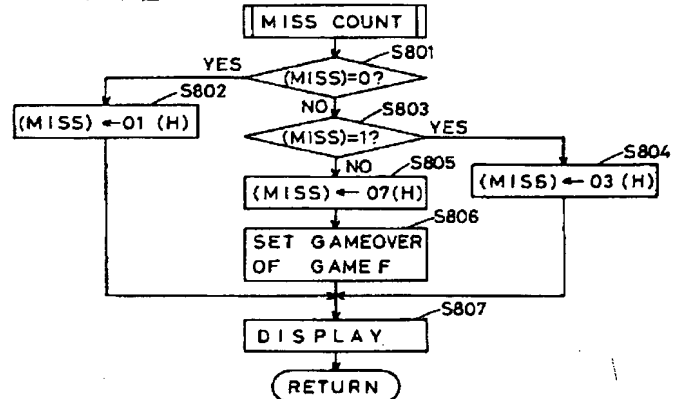 MISS COUNT
S801
YES
(MISS)=0?
S802
NO
S803
(MISS) ←01 (H)
(MISS)=1?
YES
S804
NO
S805
(MISS) ← 07(H)
(MISS) ← 03 (H)
S806
SET GAMEOVER
OF GAME F
S807
DISPLAY
RETURN